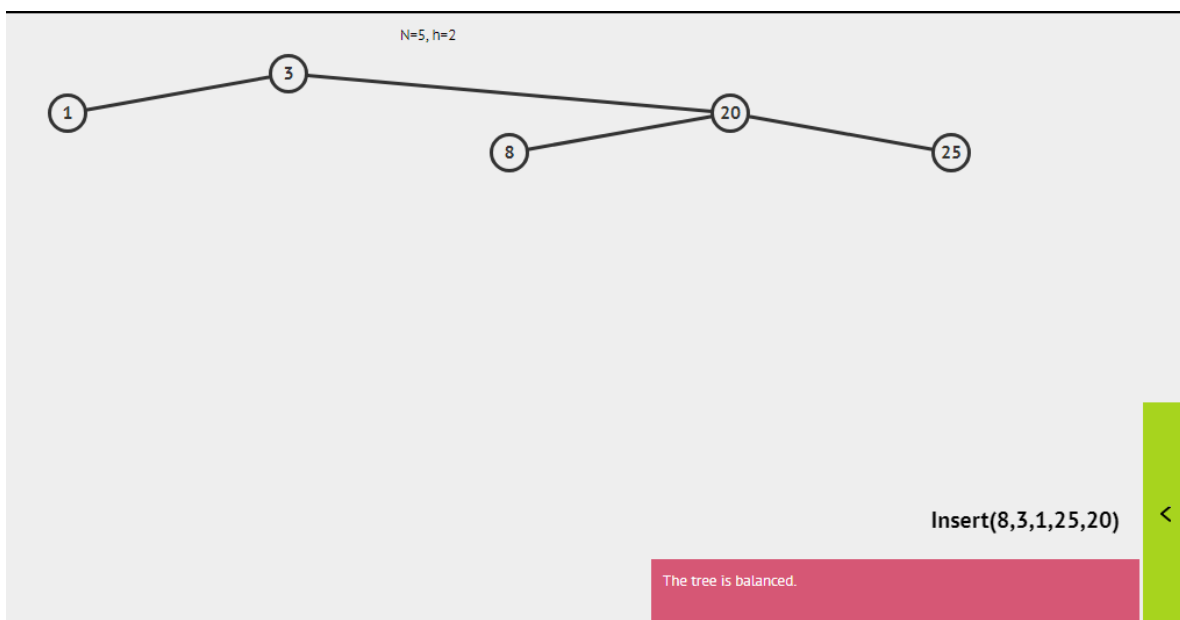 N=5, h=2
3
1
20
8
25
Insert(8,3,1,25,20)
<
The tree is balanced.